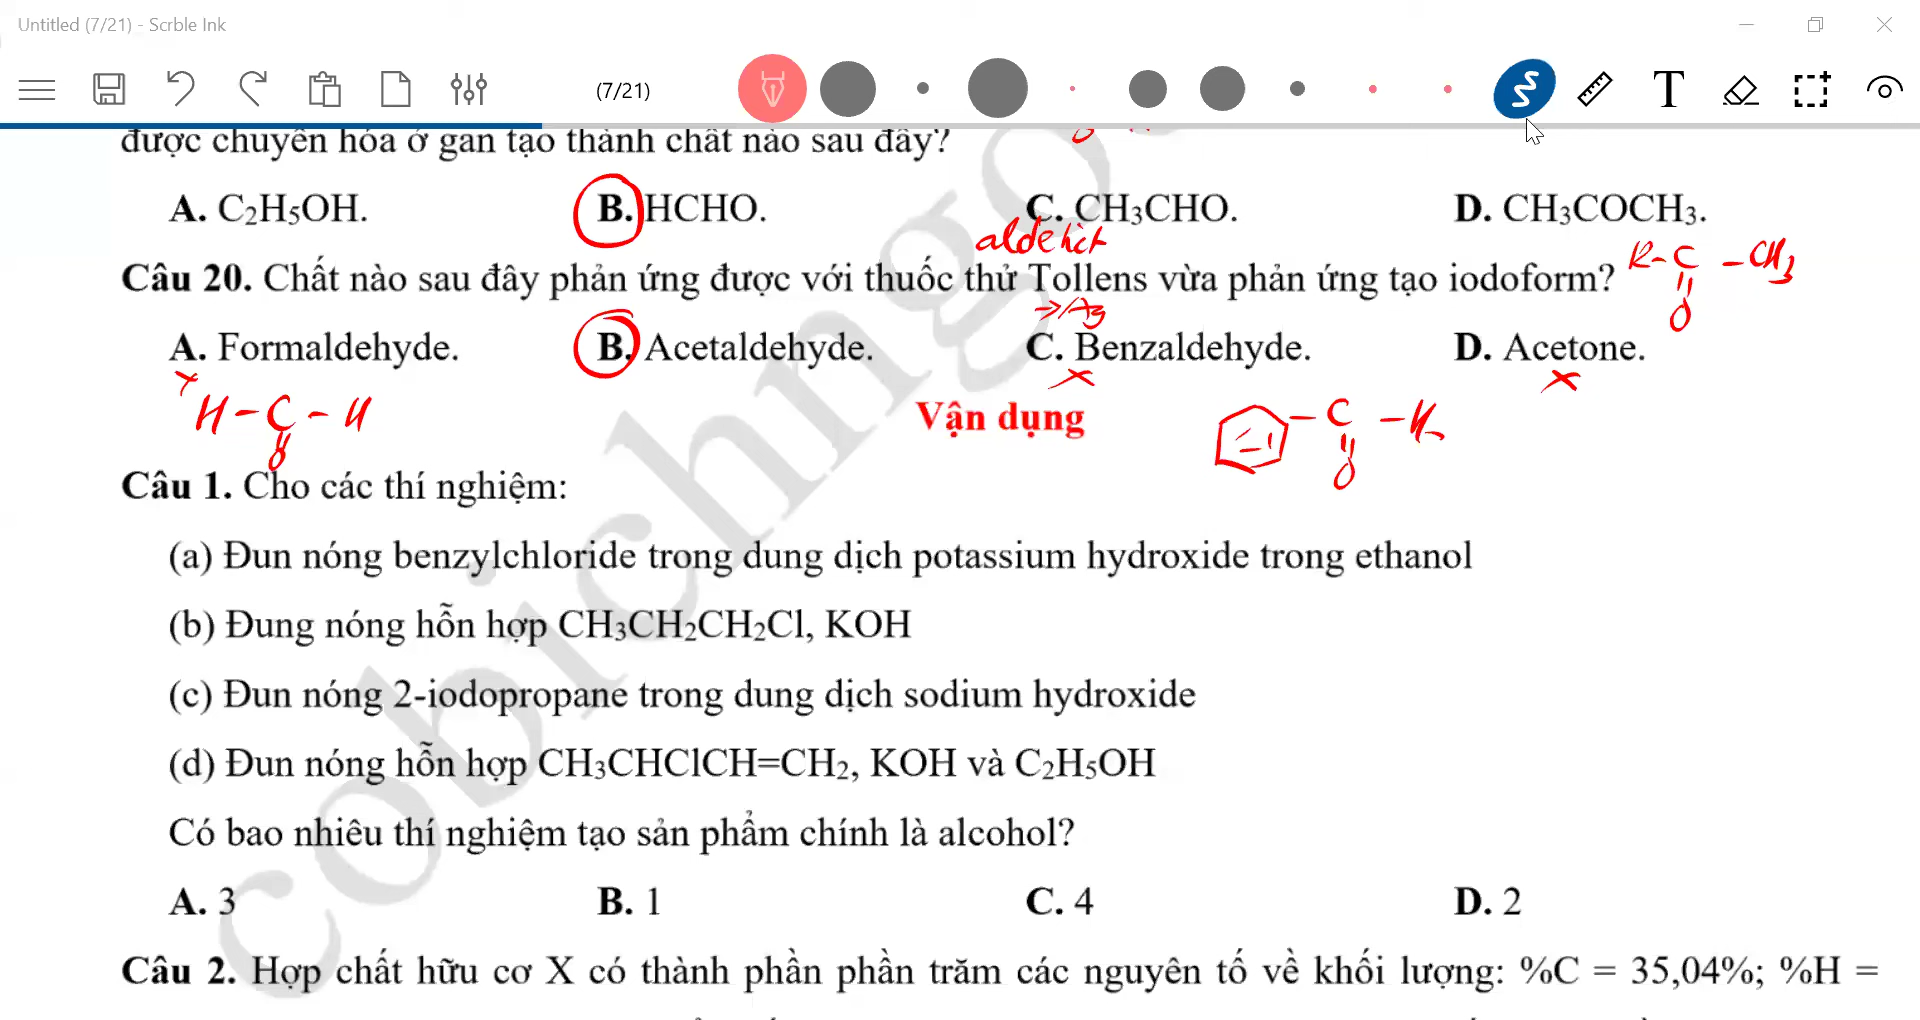 Untitled (7/21) - Scrble Ink
(7/21)
T
được chuyển hóa ở gan tạo thành chất nào sau đây?
A. C₂H₅OH. B. HCHO. C. CH₃CHO. D. CH₃COCH₃.
aldehit
Câu 20. Chất nào sau đây phản ứng được với thuốc thử Tollens vừa phản ứng tạo iodoform? R-C-CH₃
O
→Ag
A. Formaldehyde. B. Acetaldehyde. C. Benzaldehyde. D. Acetone.
x x x
H-C-H
O
Vận dụng
-C-H
O
Câu 1. Cho các thí nghiệm:
(a) Đun nóng benzylchloride trong dung dịch potassium hydroxide trong ethanol
(b) Đung nóng hỗn hợp CH₃CH₂CH₂Cl, KOH
(c) Đun nóng 2-iodopropane trong dung dịch sodium hydroxide
(d) Đun nóng hỗn hợp CH₃CHClCH=CH₂, KOH và C₂H₅OH
Có bao nhiêu thí nghiệm tạo sản phẩm chính là alcohol?
A. 3 B. 1 C. 4 D. 2
Câu 2. Hợp chất hữu cơ X có thành phần phần trăm các nguyên tố về khối lượng: %C = 35,04%; %H =
cobichngo